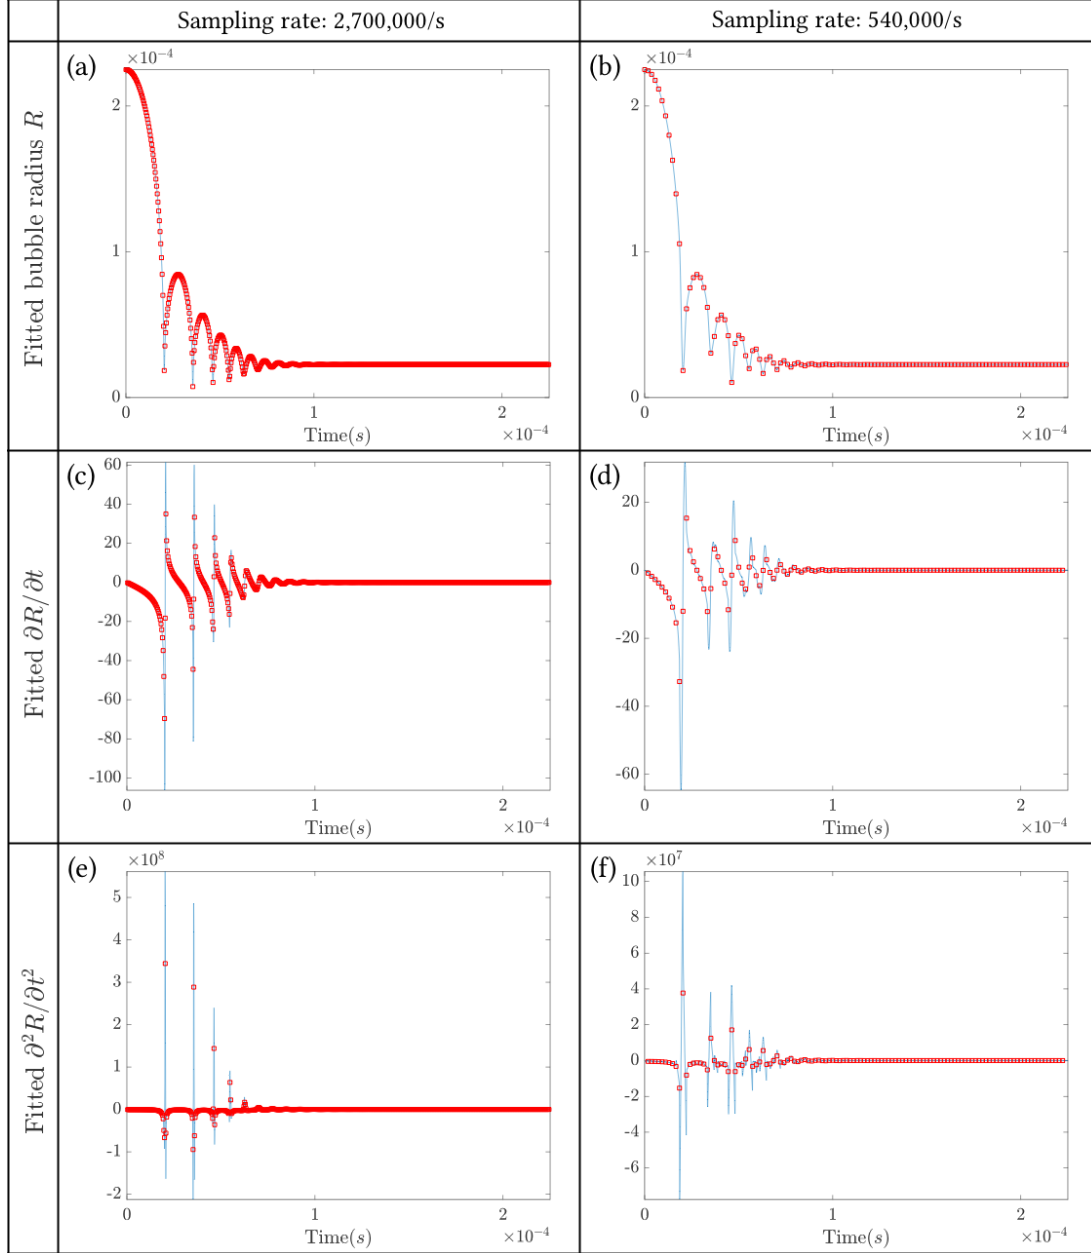 Sampling rate: 2,700,000/s
Sampling rate: 540,000/s
Fitted bubble radius R
(a)
×10⁻⁴
2
1
0
0 1 2
Time(s)
×10⁻⁴
(b)
×10⁻⁴
2
1
0
0 1 2
Time(s)
×10⁻⁴
Fitted ∂R/∂t
(c)
60
40
20
0
-20
-40
-60
-80
-100
0 1 2
Time(s)
×10⁻⁴
(d)
20
0
-20
-40
-60
0 1 2
Time(s)
×10⁻⁴
Fitted ∂²R/∂t²
(e)
×10⁸
5
4
3
2
1
0
-1
-2
0 1 2
Time(s)
×10⁻⁴
(f)
×10⁷
10
8
6
4
2
0
-2
-4
-6
0 1 2
Time(s)
×10⁻⁴